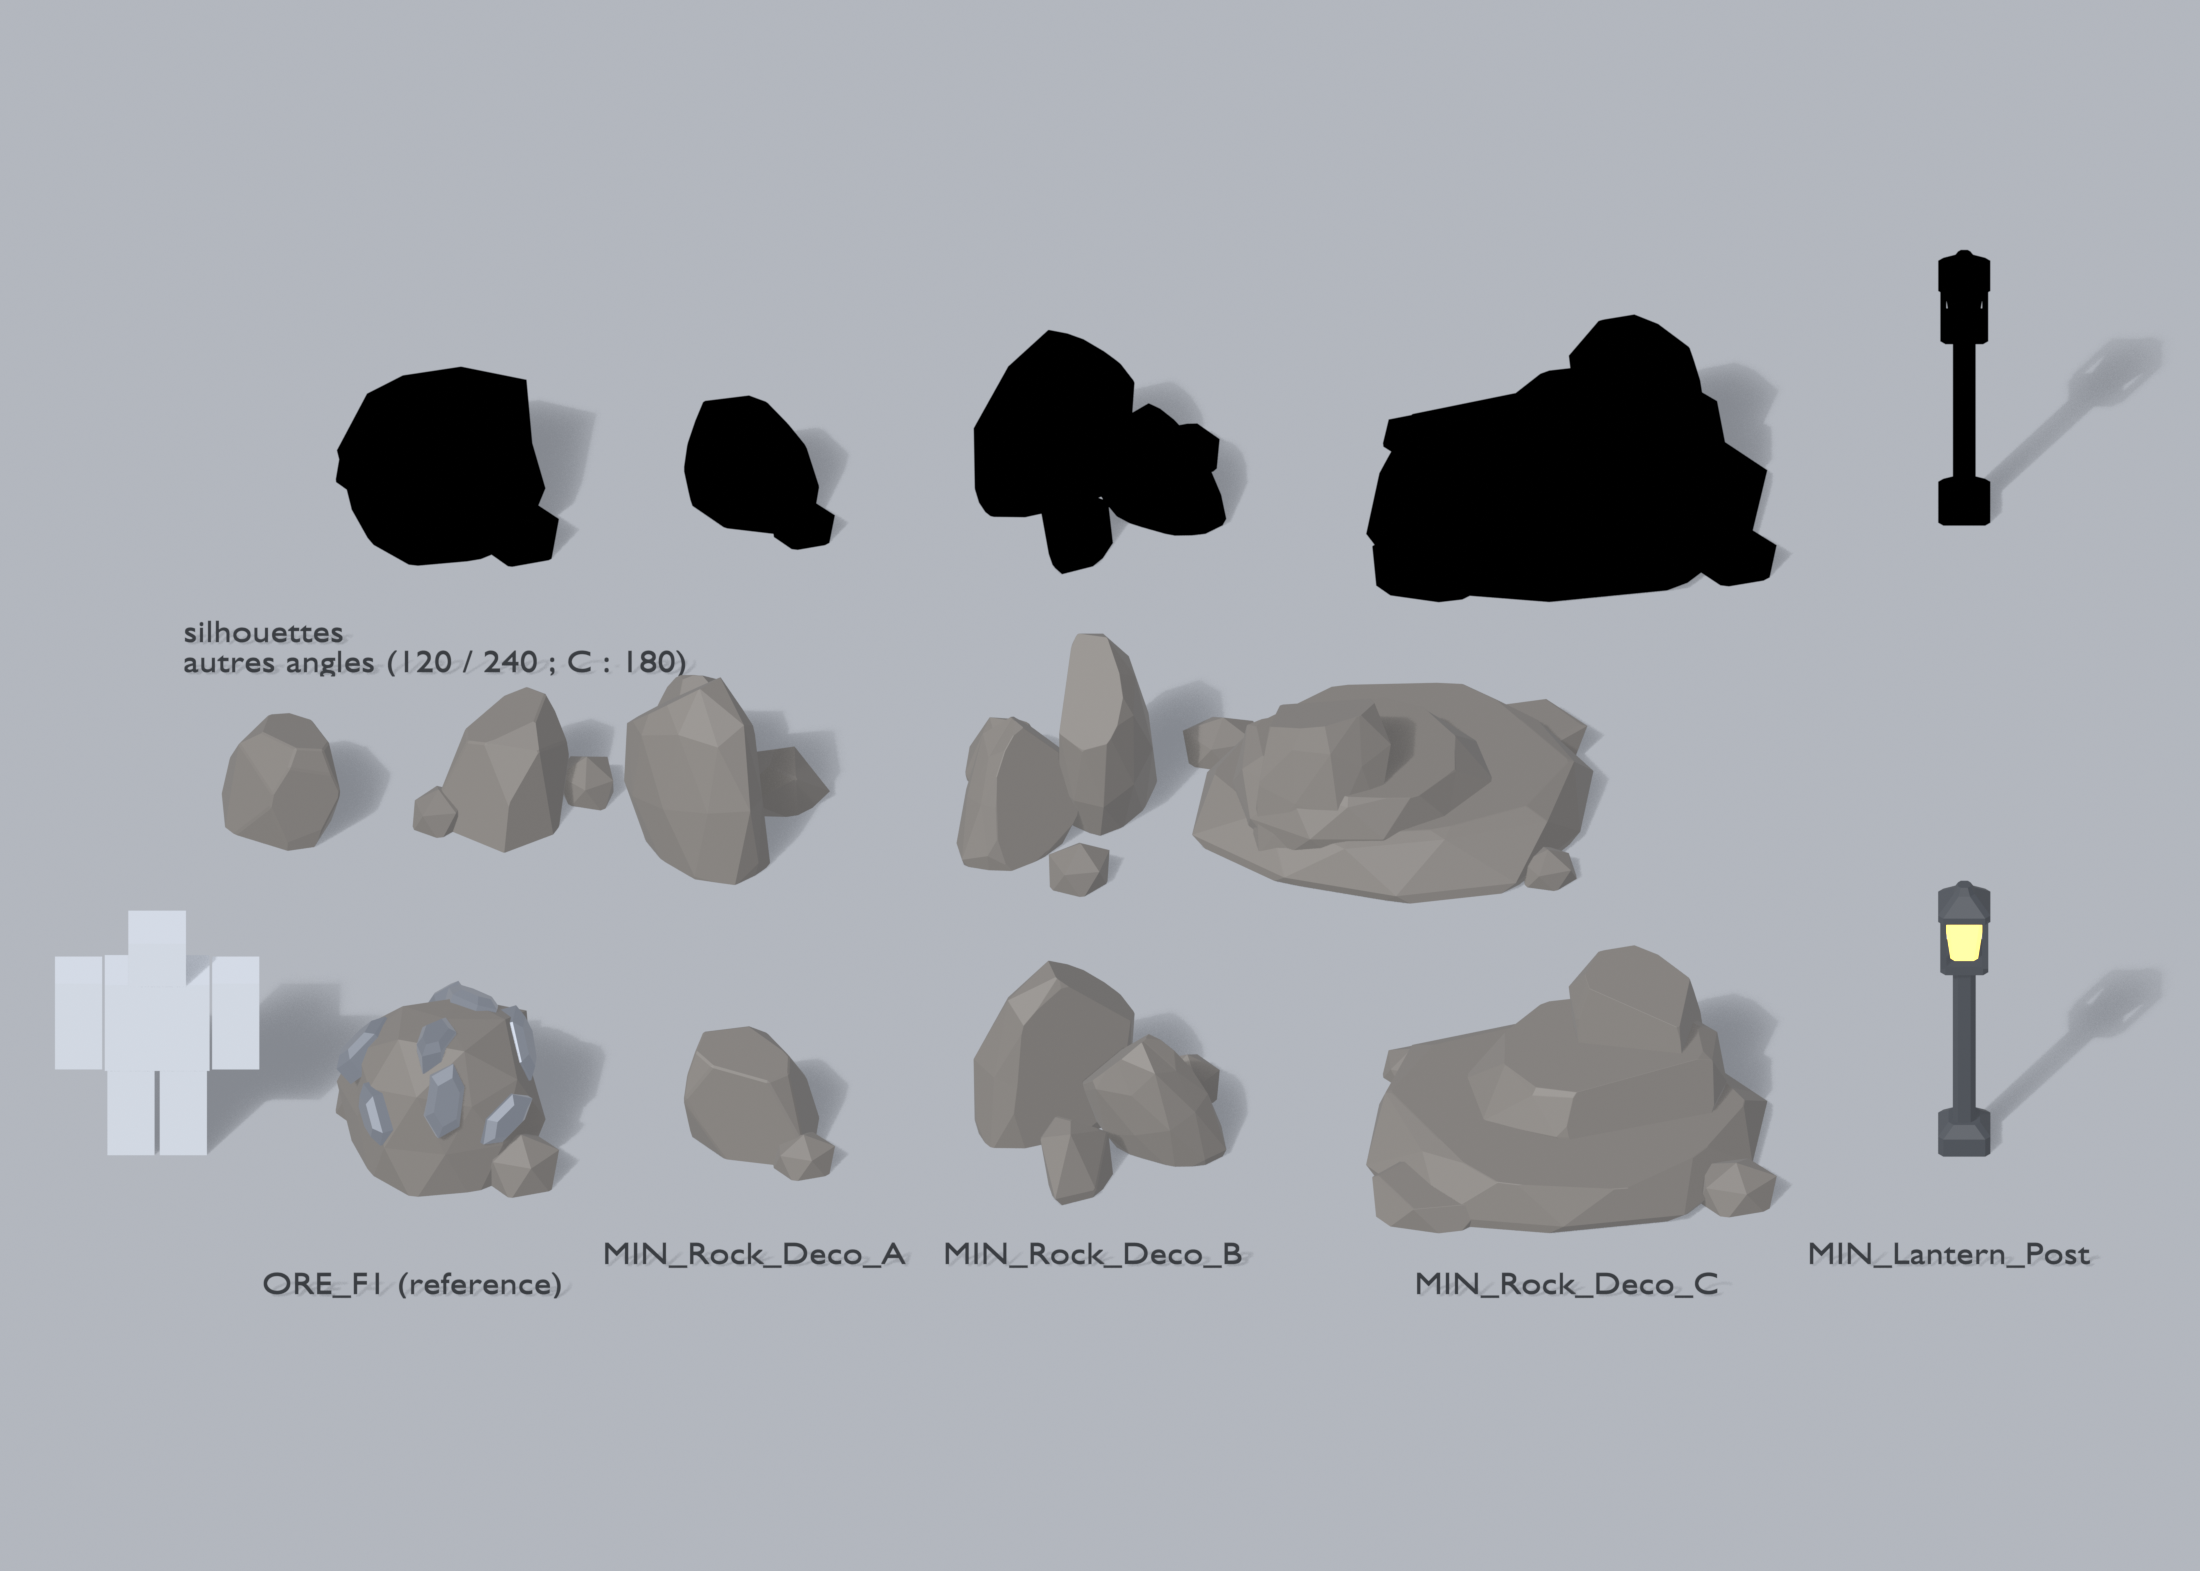 silhouettes
autres angles (120 / 240 ; C : 180)
MIN_Rock_Deco_A
MIN_Rock_Deco_B
MIN_Lantern_Post
ORE_F1 (reference)
MIN_Rock_Deco_C